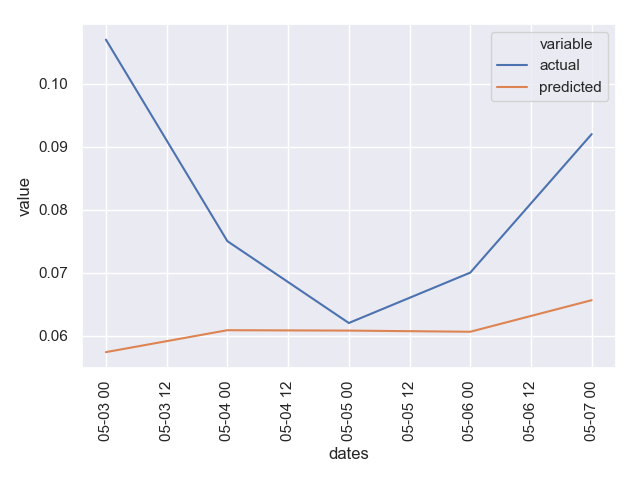 variable
actual
predicted
value
0.10
0.09
0.08
0.07
0.06
05-03 00
05-03 12
05-04 00
05-04 12
05-05 00
05-05 12
05-06 00
05-06 12
05-07 00
dates